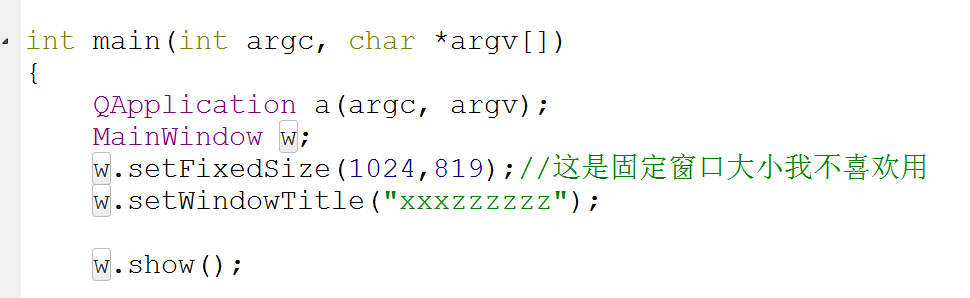 int main(int argc, char *argv[])
{
    QApplication a(argc, argv);
    MainWindow w;
    w.setFixedSize(1024,819);//这是固定窗口大小我不喜欢用
    w.setWindowTitle("xxxzzzzzz");
    w.show();